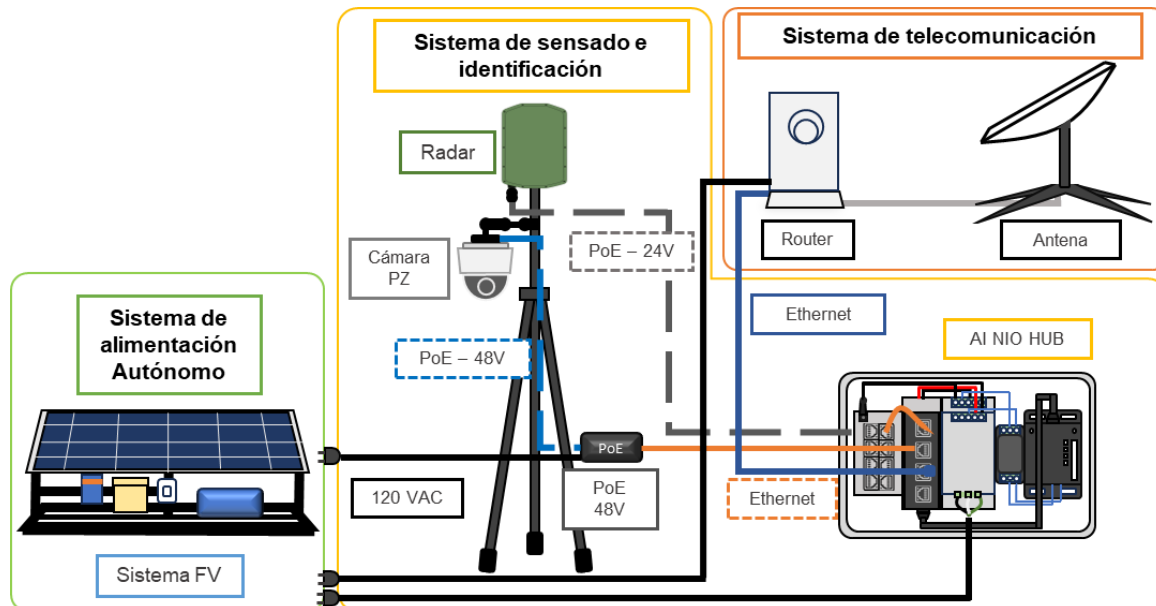 Sistema de sensado e
identificación
Sistema de telecomunicación
Radar
Cámara
PZ
PoE – 24V
Router
Antena
Sistema de
alimentación
Autónomo
Ethernet
AI NIO HUB
PoE – 48V
PoE
120 VAC
PoE
48V
Ethernet
Sistema FV